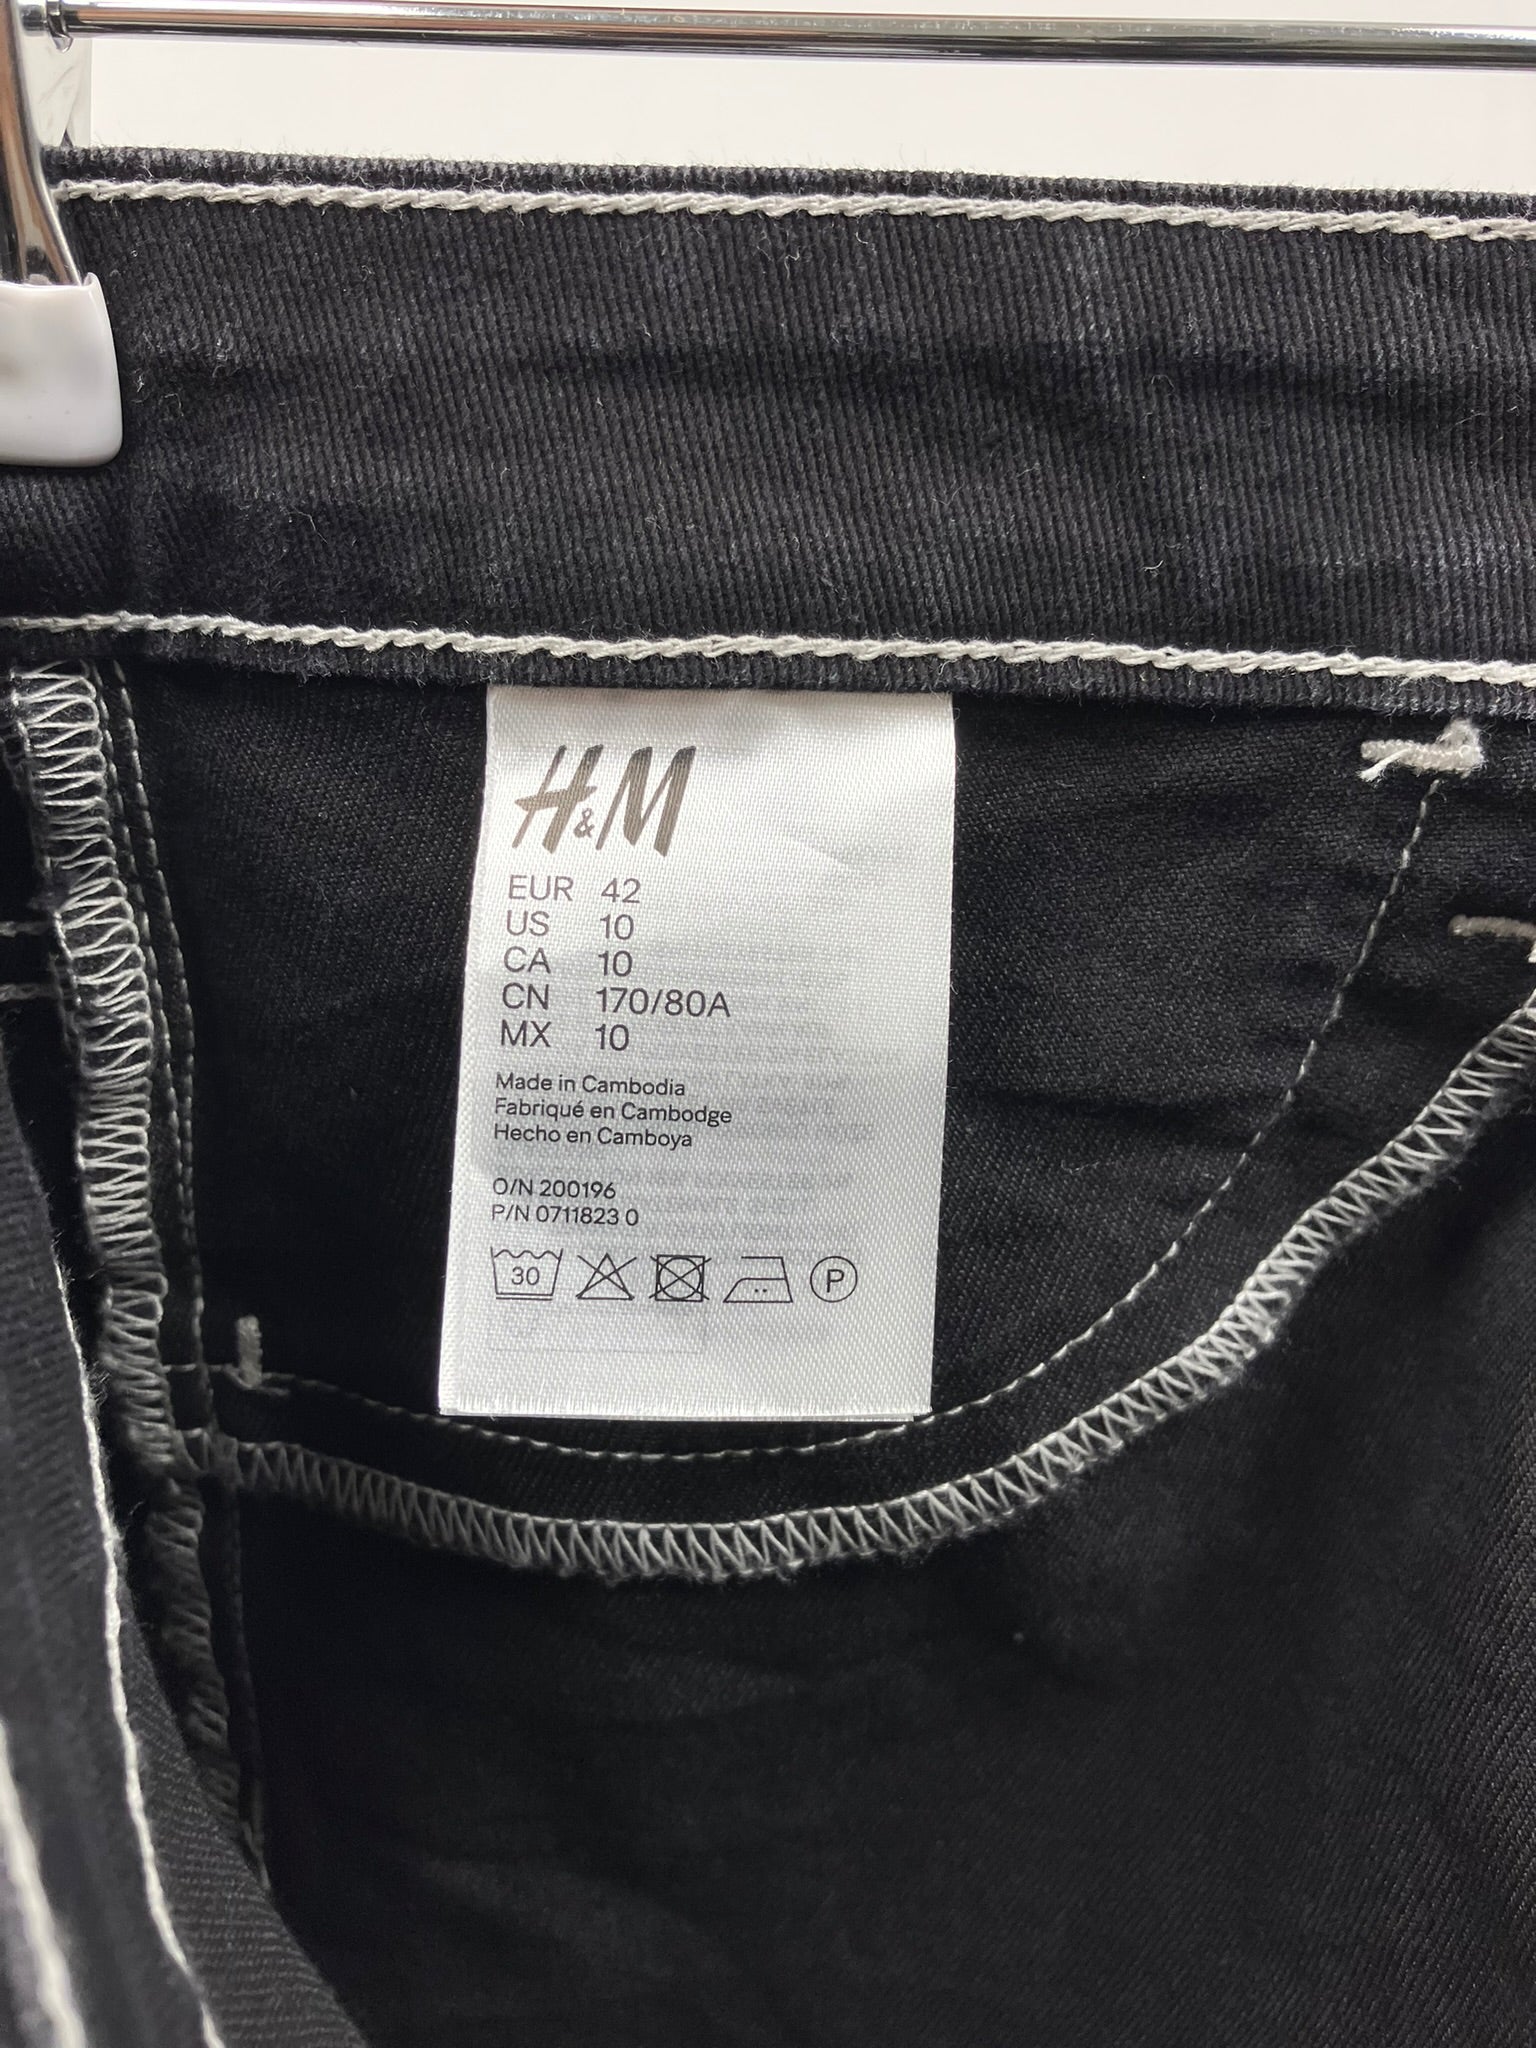 H&M
EUR 42
US 10
CA 10
CN 170/80A
MX 10
Made in Cambodia
Fabriqué en Cambodge
Hecho en Camboya
O/N 200196
P/N 0711823 0
30 P